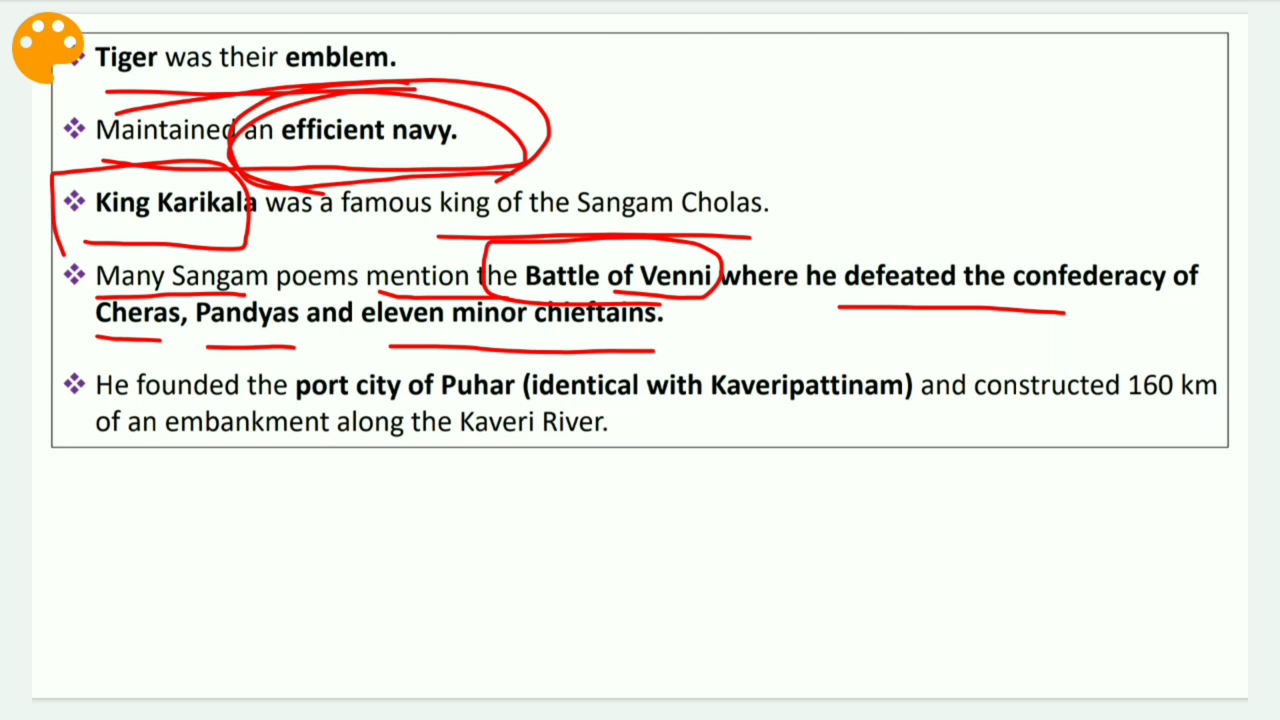 Tiger was their emblem.
Maintained an efficient navy.
King Karikala was a famous king of the Sangam Cholas.
Many Sangam poems mention the Battle of Venni where he defeated the confederacy of
Cheras, Pandyas and eleven minor chieftains.
He founded the port city of Puhar (identical with Kaveripattinam) and constructed 160 km
of an embankment along the Kaveri River.